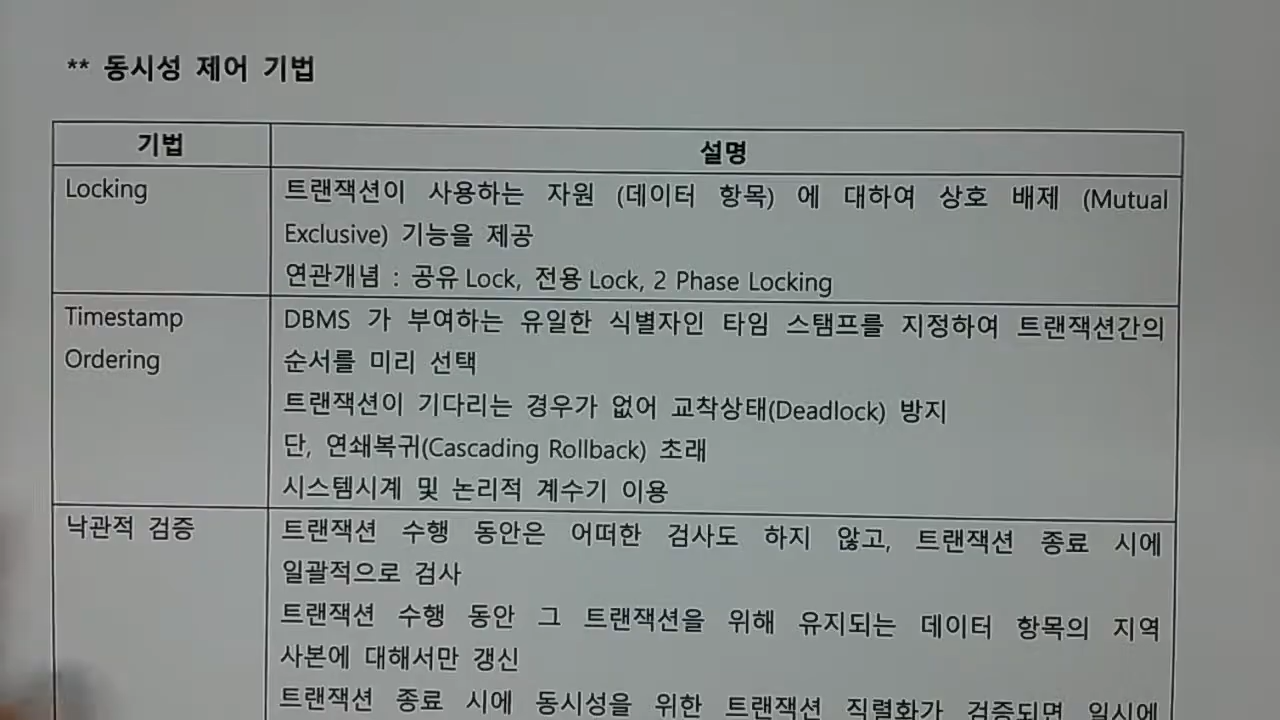 ** 동시성 제어 기법
기법
설명
Locking
트랜잭션이 사용하는 자원 (데이터 항목) 에 대하여 상호 배제 (Mutual
Exclusive) 기능을 제공
연관개념 : 공유 Lock, 전용 Lock, 2 Phase Locking
Timestamp
Ordering
DBMS 가 부여하는 유일한 식별자인 타임 스탬프를 지정하여 트랜잭션간의
순서를 미리 선택
트랜잭션이 기다리는 경우가 없어 교착상태(Deadlock) 방지
단, 연쇄복귀(Cascading Rollback) 초래
시스템시계 및 논리적 계수기 이용
낙관적 검증
트랜잭션 수행 동안은 어떠한 검사도 하지 않고, 트랜잭션 종료 시에
일괄적으로 검사
트랜잭션 수행 동안 그 트랜잭션을 위해 유지되는 데이터 항목의 지역
사본에 대해서만 갱신
트랜잭션 종료 시에 동시성을 위한 트랜잭션 직렬화가 검증되면 일시에